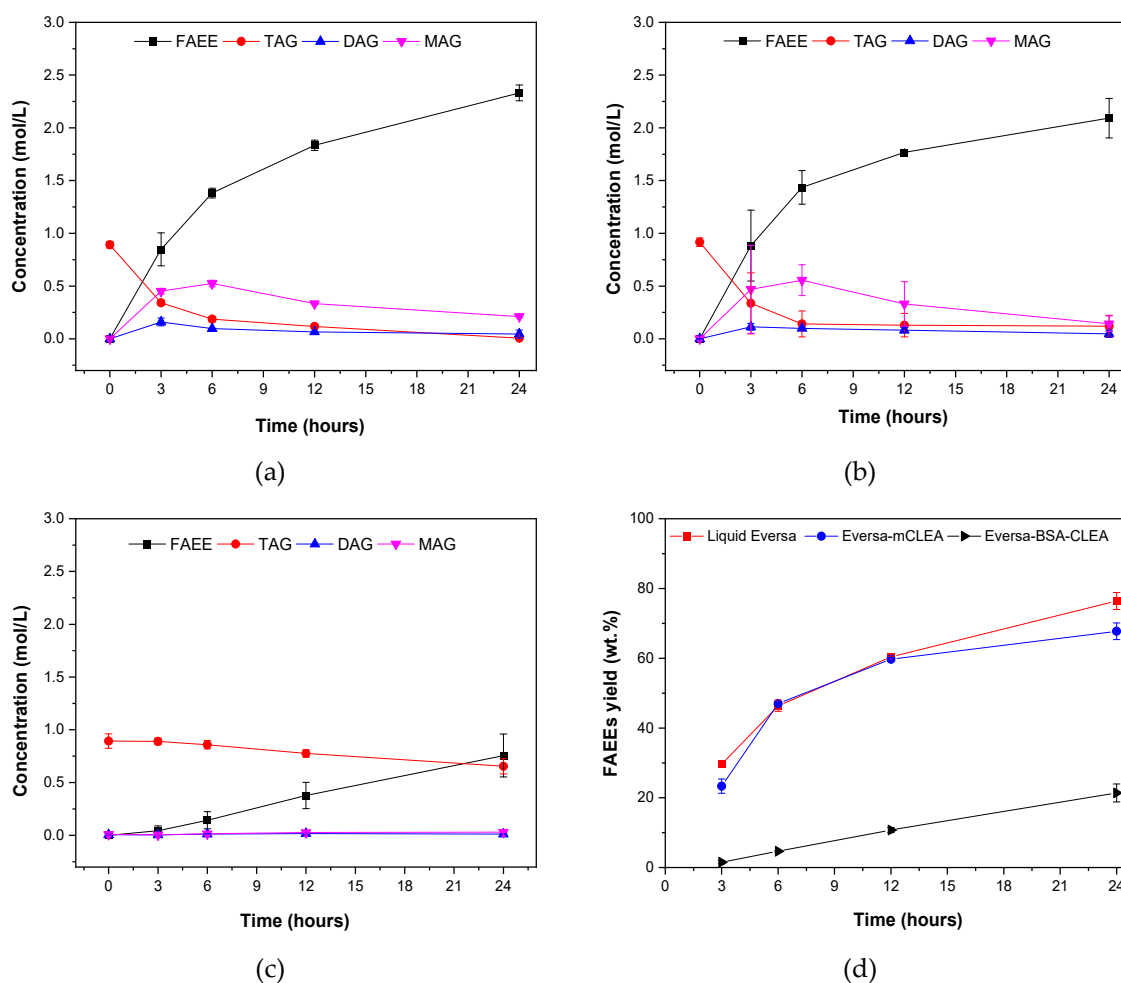 FAEE TAG DAG MAG
Concentration (mol/L)
3.0
2.5
2.0
1.5
1.0
0.5
0.0
0 3 6 9 12 15 18 21 24
Time (hours)
(a)
FAEE TAG DAG MAG
Concentration (mol/L)
3.0
2.5
2.0
1.5
1.0
0.5
0.0
0 3 6 9 12 15 18 21 24
Time (hours)
(b)
FAEE TAG DAG MAG
Concentration (mol/L)
3.0
2.5
2.0
1.5
1.0
0.5
0.0
0 3 6 9 12 15 18 21 24
Time (hours)
(c)
Liquid Eversa Eversa-mCLEA Eversa-BSA-CLEA
FAEEs yield (wt.%)
100
80
60
40
20
0
0 3 6 9 12 15 18 21 24
Time (hours)
(d)